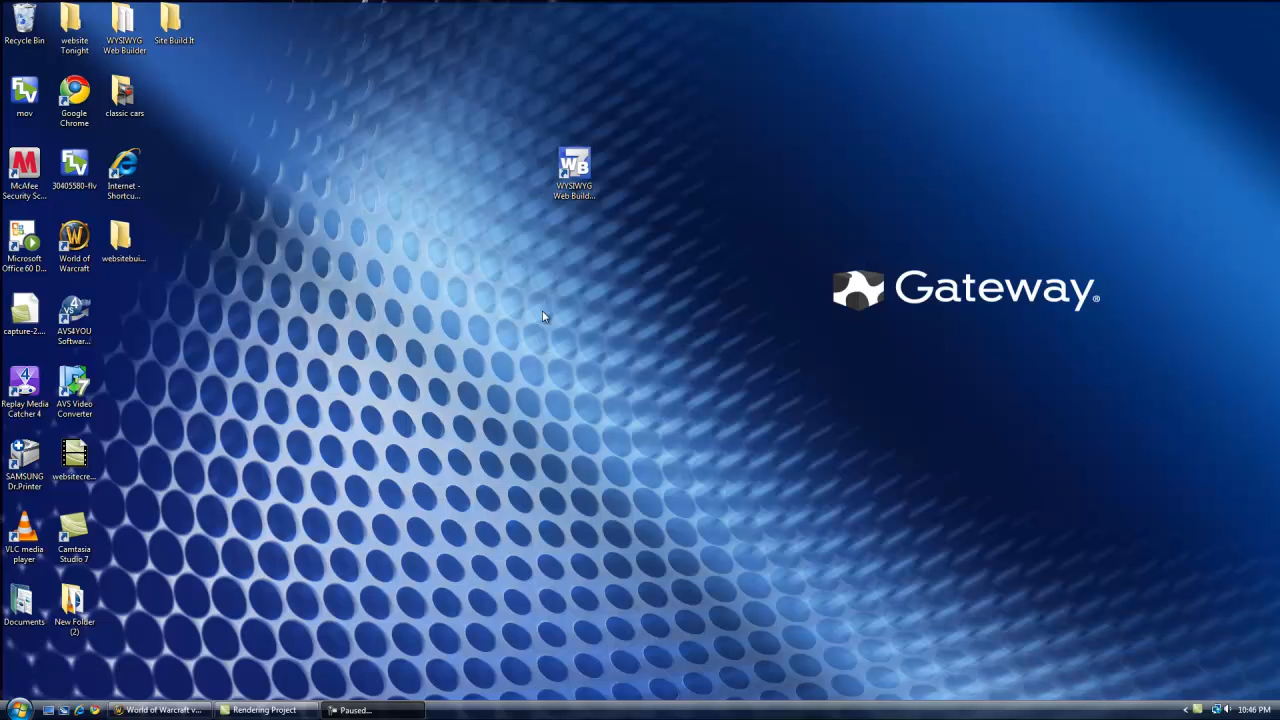 Recycle Bin
website
Tonight
WYSIWYG
Web Builder
Site Build It
FLV
mov
Google
Chrome
classic cars
McAfee
Security Sc...
FLV
30405580-flv
Internet -
Shortcu...
WB
WYSIWYG
Web Build...
Microsoft
Office 60 D...
World of
Warcraft
websitebui...
Gateway®
capture-2....
AVS4YOU
Softwar...
Replay Media
Catcher 4
AVS Video
Converter
SAMSUNG
Dr.Printer
websitecre...
VLC media
player
Camtasia
Studio 7
Documents
New Folder
(2)
World of Warcraft v...
Rendering Project
Paused...
10:46 PM